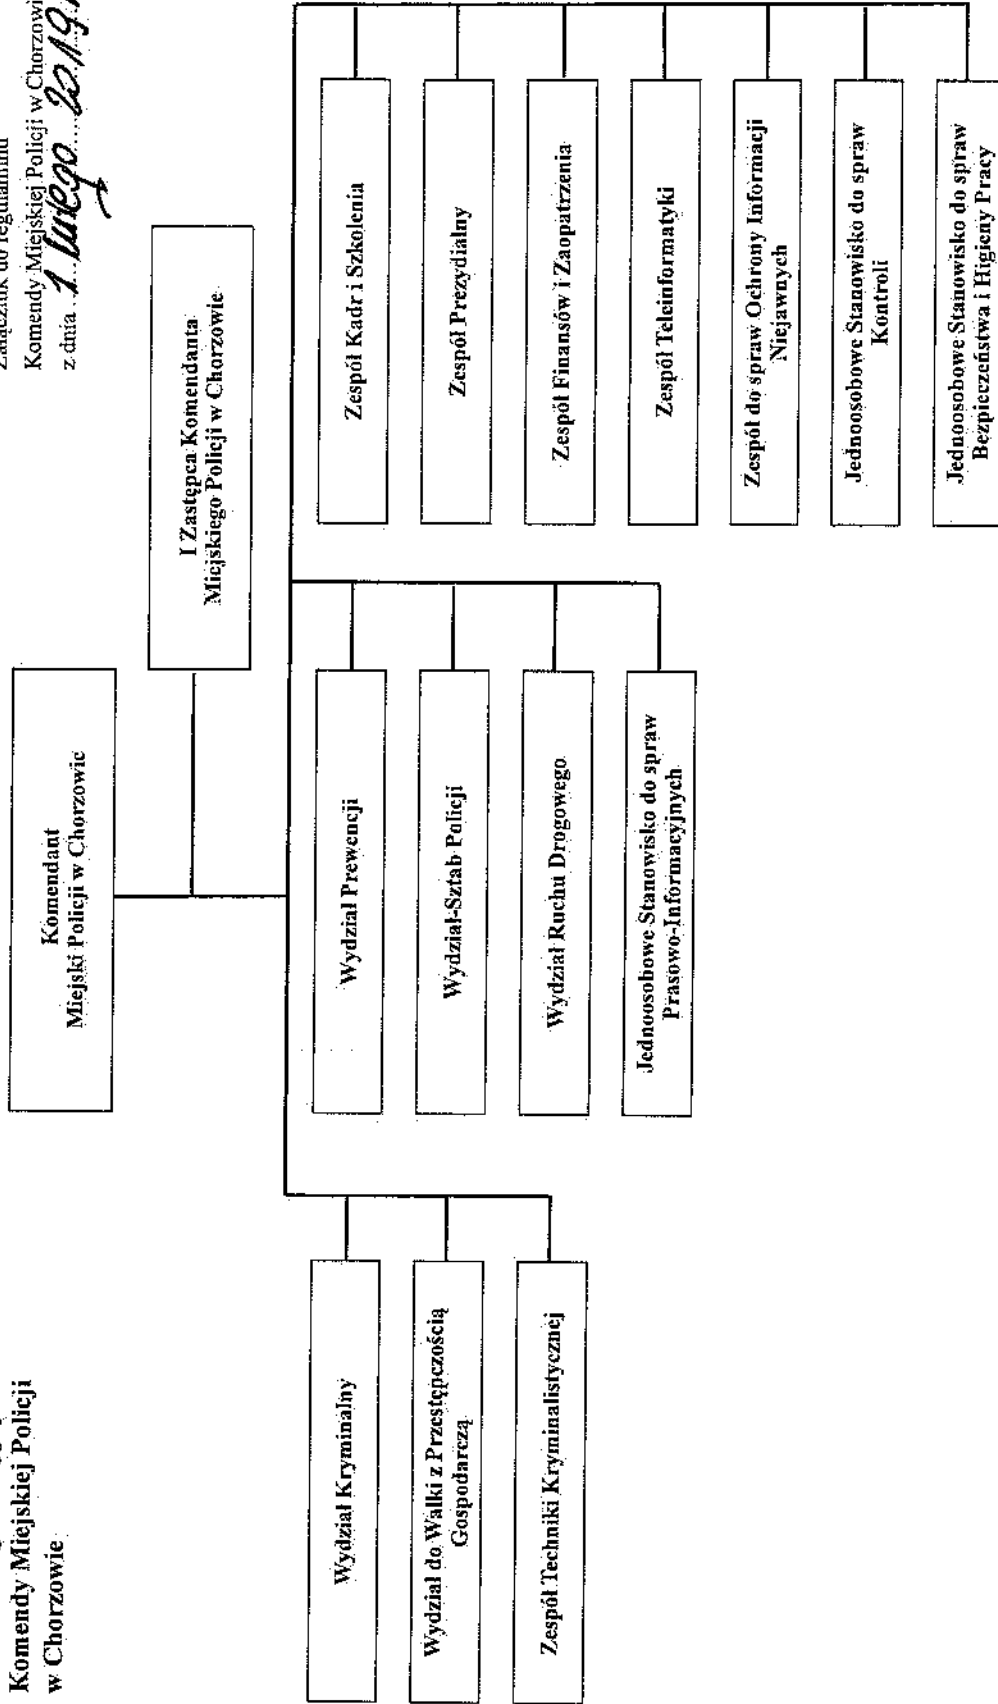 Komendy Miejskiej Policji
w Chorzowie
Załącznik do regulaminu
Komendy Miejskiej Policji w Chorzowi
z dnia 1 lutego 2019
Komendant
Miejski Policji w Chorzowie
I Zastępca Komendanta
Miejskiego Policji w Chorzowie
Wydział Kryminalny
Wydział do Walki z Przestępczością
Gospodarczą
Zespół Techniki Kryminalistycznej
Wydział Prewencji
Wydział-Sztab Policji
Wydział Ruchu Drogowego
Jednoosobowe Stanowisko do spraw
Prasowo-Informacyjnych
Zespół Kadr i Szkolenia
Zespół Prezydialny
Zespół Finansów i Zaopatrzenia
Zespół Teleinformatyki
Zespół do spraw Ochrony Informacji
Niejawnych
Jednoosobowe Stanowisko do spraw
Kontroli
Jednoosobowe Stanowisko do spraw
Bezpieczeństwa i Higieny Pracy